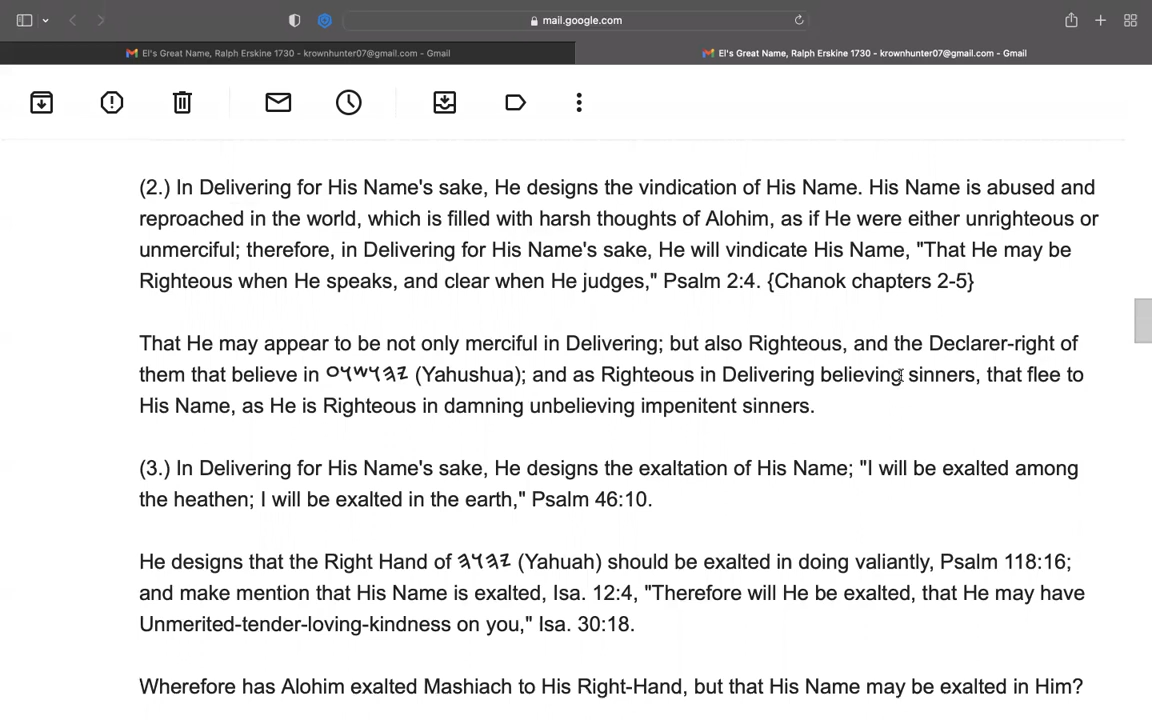 mail.google.com
El's Great Name, Ralph Erskine 1730 - krownhunter07@gmail.com - Gmail
El's Great Name, Ralph Erskine 1730 - krownhunter07@gmail.com - Gmail
(2.) In Delivering for His Name's sake, He designs the vindication of His Name. His Name is abused and
reproached in the world, which is filled with harsh thoughts of Alohim, as if He were either unrighteous or
unmerciful; therefore, in Delivering for His Name's sake, He will vindicate His Name, "That He may be
Righteous when He speaks, and clear when He judges," Psalm 2:4. {Chanok chapters 2-5}
That He may appear to be not only merciful in Delivering; but also Righteous, and the Declarer-right of
them that believe in 𐤏𐤅𐤔𐤅𐤄𐤉 (Yahushua); and as Righteous in Delivering believing sinners, that flee to
His Name, as He is Righteous in damning unbelieving impenitent sinners.
(3.) In Delivering for His Name's sake, He designs the exaltation of His Name; "I will be exalted among
the heathen; I will be exalted in the earth," Psalm 46:10.
He designs that the Right Hand of 𐤄𐤅𐤄𐤉 (Yahuah) should be exalted in doing valiantly, Psalm 118:16;
and make mention that His Name is exalted, Isa. 12:4, "Therefore will He be exalted, that He may have
Unmerited-tender-loving-kindness on you," Isa. 30:18.
Wherefore has Alohim exalted Mashiach to His Right-Hand, but that His Name may be exalted in Him?